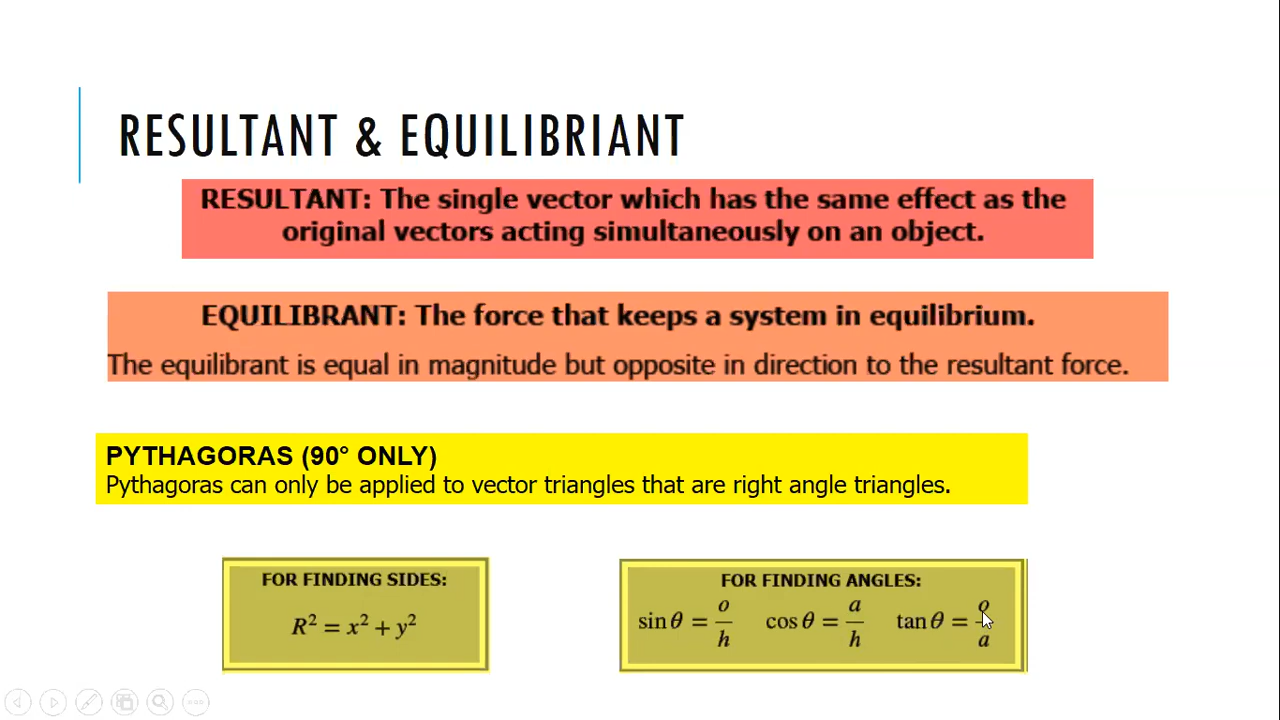 RESULTANT & EQUILIBRIANT
RESULTANT: The single vector which has the same effect as the
original vectors acting simultaneously on an object.
EQUILIBRANT: The force that keeps a system in equilibrium.
The equilibrant is equal in magnitude but opposite in direction to the resultant force.
PYTHAGORAS (90° ONLY)
Pythagoras can only be applied to vector triangles that are right angle triangles.
FOR FINDING SIDES:
R² = x² + y²
FOR FINDING ANGLES:
sin θ = o/h cos θ = a/h tan θ = o/a